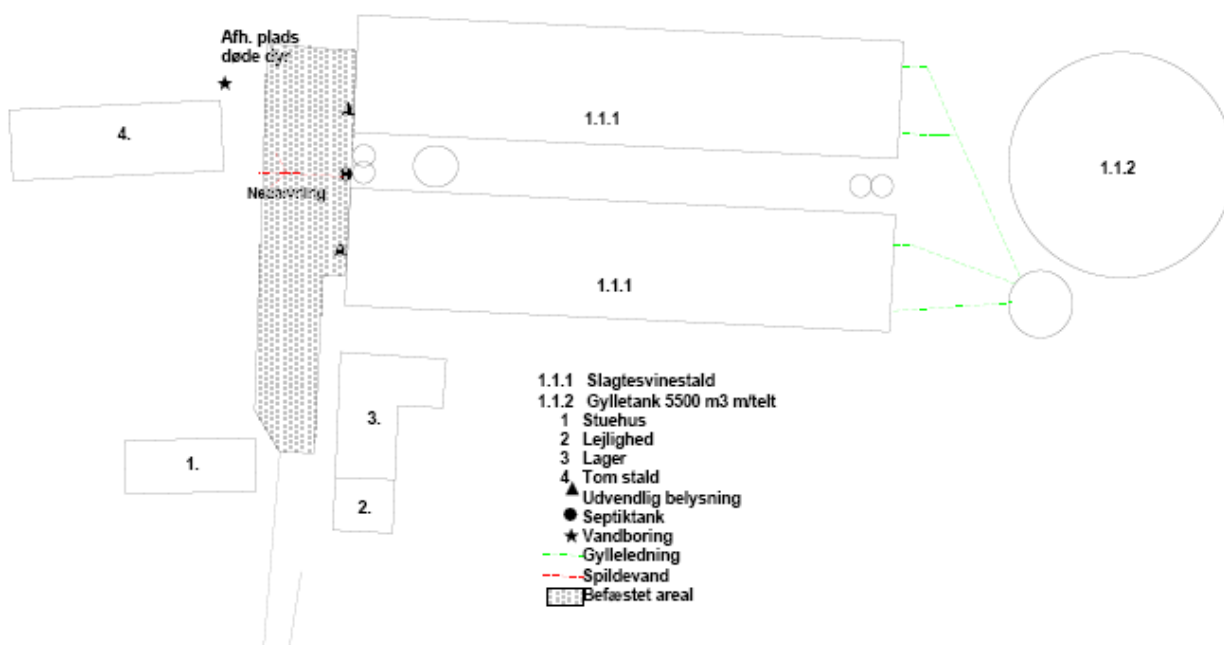 Afh. plads
døde dyr
1.1.1
4.
1.1.2
Nedsivning
1.1.1
1.1.1 Slagtesvinestald
1.1.2 Gylletank 5500 m3 m/telt
1 Stuehus
2 Lejlighed
3 Lager
4 Tom stald
Udvendlig belysning
Septiktank
Vandboring
Gylleledning
Spildevand
Befæstet areal
3.
1.
2.